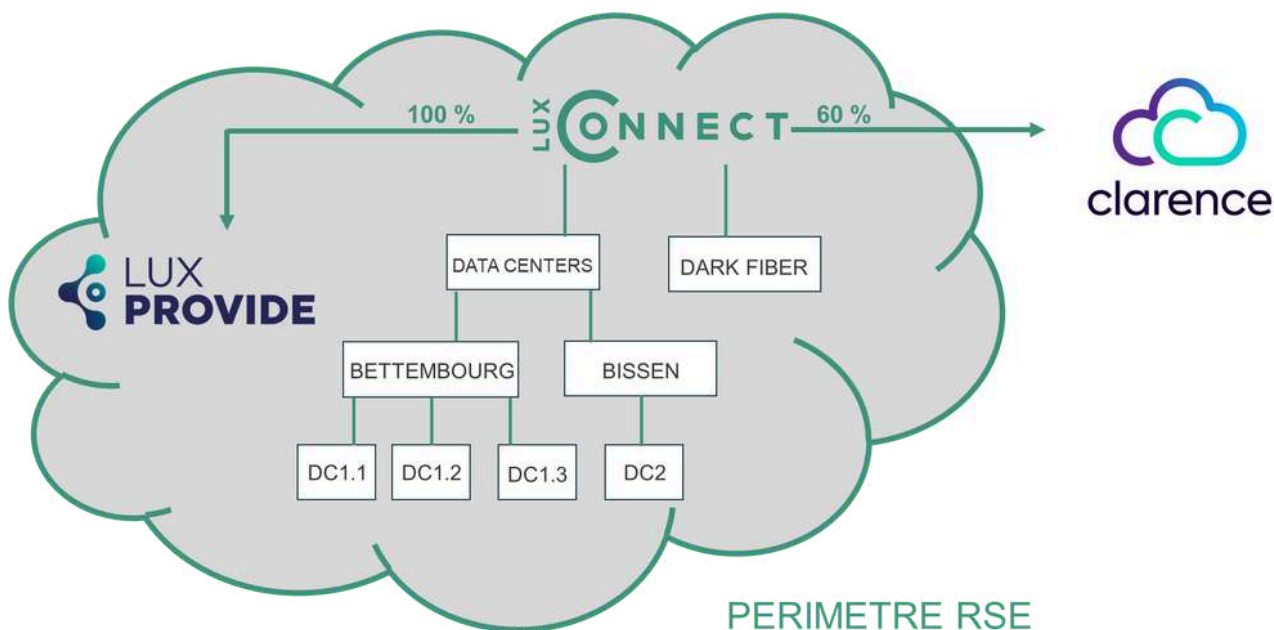 100 %
LUX CONNECT
60 %
clarence
LUX
PROVIDE
DATA CENTERS
DARK FIBER
BETTEMBOURG
BISSEN
DC1.1
DC1.2
DC1.3
DC2
PERIMETRE RSE